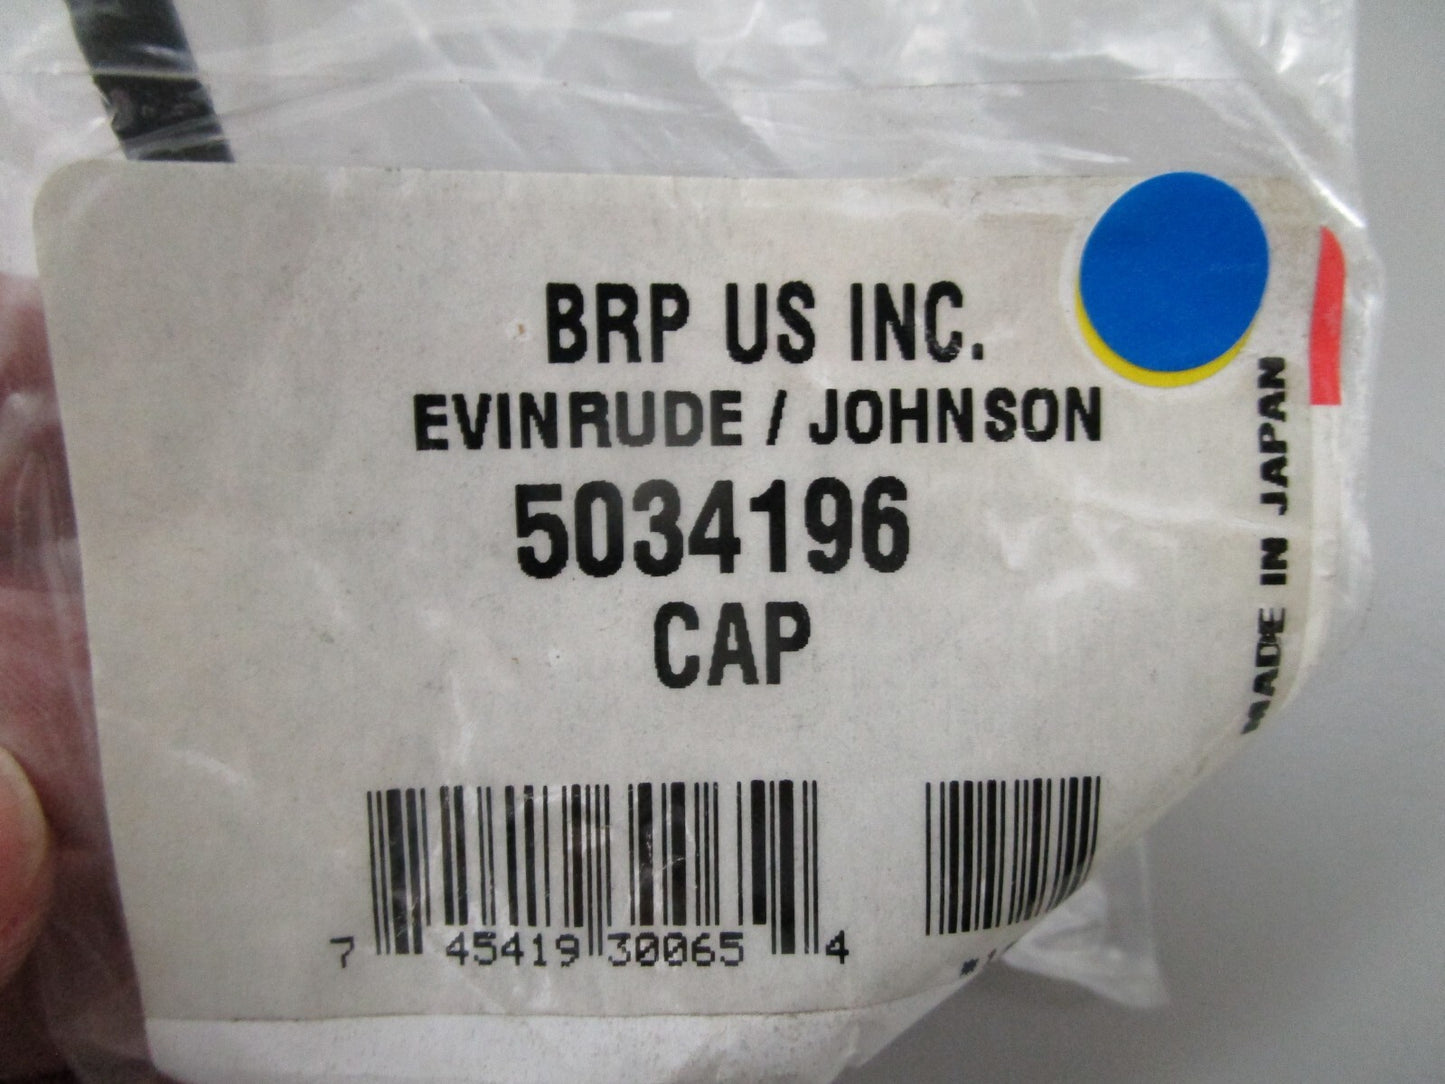 BRP US INC.
EVINRUDE / JOHNSON
5034196
CAP
MADE IN JAPAN
7 45419 30065 4